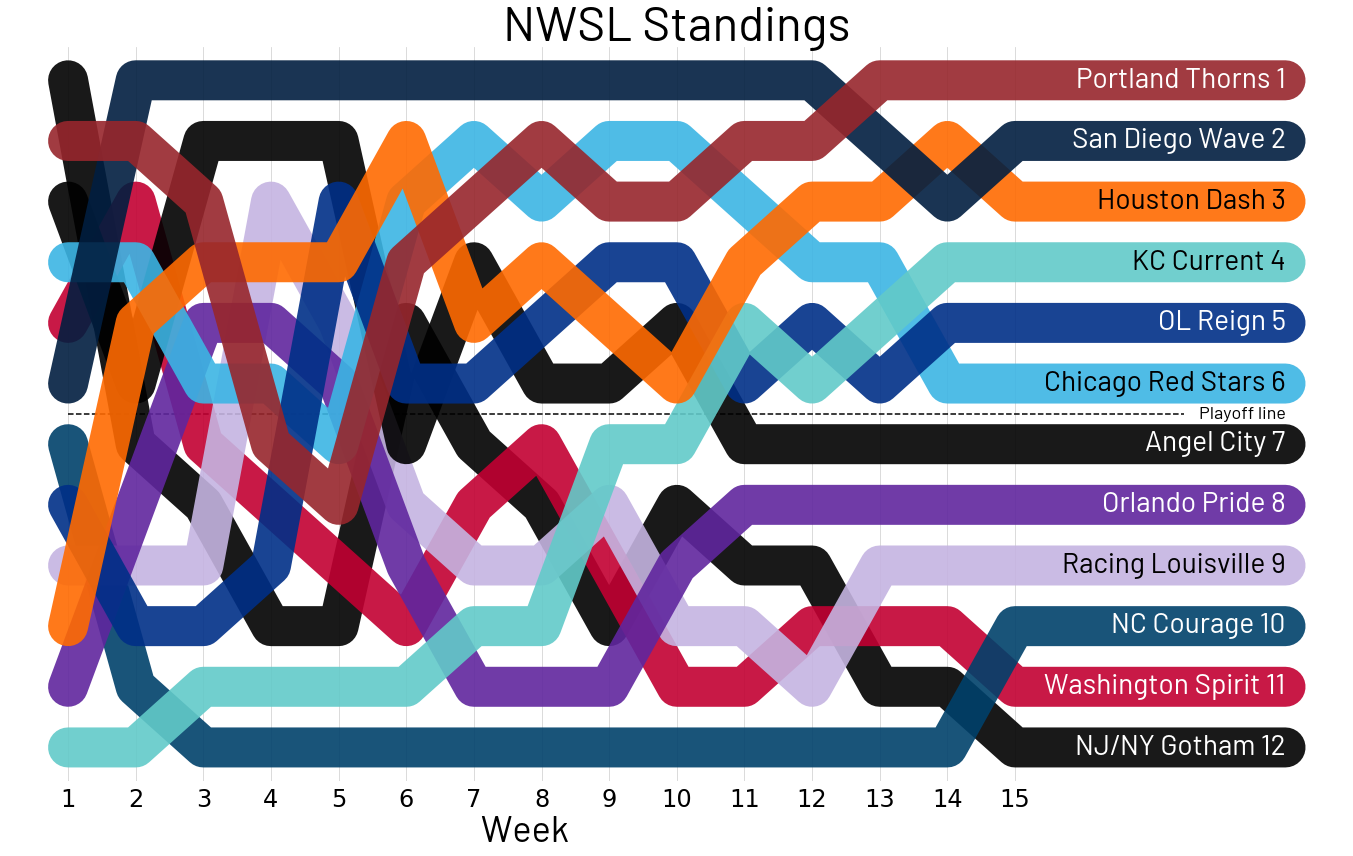 NWSL Standings
Portland Thorns 1
San Diego Wave 2
Houston Dash 3
KC Current 4
OL Reign 5
Chicago Red Stars 6
Playoff line
Angel City 7
Orlando Pride 8
Racing Louisville 9
NC Courage 10
Washington Spirit 11
NJ/NY Gotham 12
1 2 3 4 5 6 7 8 9 10 11 12 13 14 15
Week